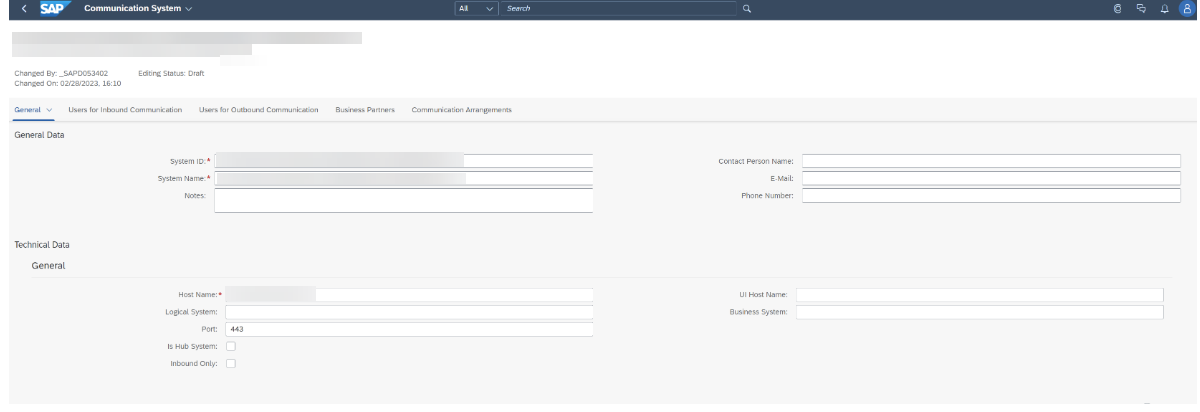 SAP Communication System All Search
Changed By: _SAPD053402 Editing Status: Draft
Changed On: 02/28/2023, 16:10
General Users for Inbound Communication Users for Outbound Communication Business Partners Communication Arrangements
General Data
System ID:* Contact Person Name:
System Name:* E-Mail:
Notes: Phone Number:
Technical Data
General
Host Name:* UI Host Name:
Logical System: Business System:
Port: 443
Is Hub System:
Inbound Only: